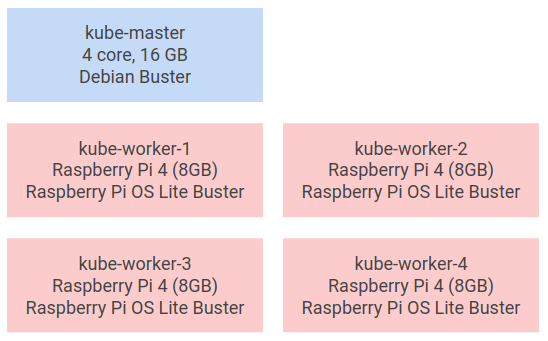 kube-master
4 core, 16 GB
Debian Buster
kube-worker-1
Raspberry Pi 4 (8GB)
Raspberry Pi OS Lite Buster
kube-worker-2
Raspberry Pi 4 (8GB)
Raspberry Pi OS Lite Buster
kube-worker-3
Raspberry Pi 4 (8GB)
Raspberry Pi OS Lite Buster
kube-worker-4
Raspberry Pi 4 (8GB)
Raspberry Pi OS Lite Buster